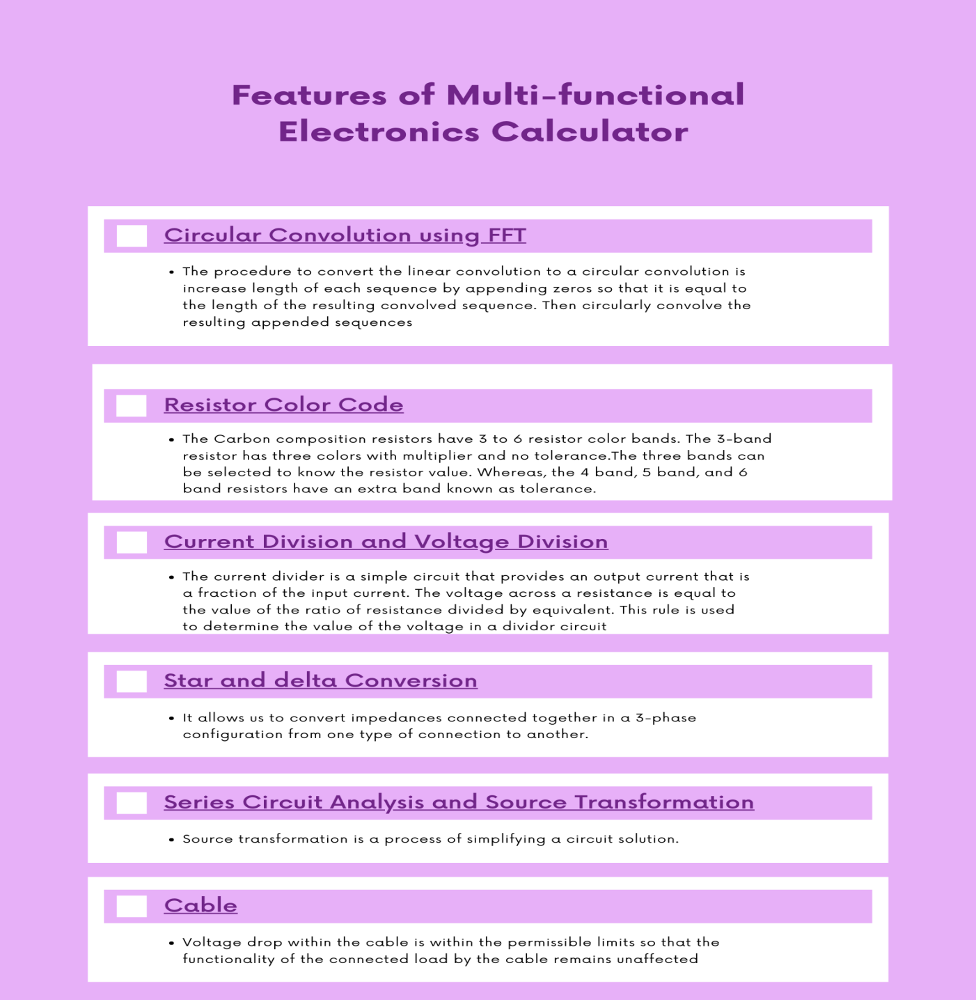 Features of Multi-functional
Electronics Calculator
Circular Convolution using FFT
• The procedure to convert the linear convolution to a circular convolution is
increase length of each sequence by appending zeros so that it is equal to
the length of the resulting convolved sequence. Then circularly convolve the
resulting appended sequences
Resistor Color Code
• The Carbon composition resistors have 3 to 6 resistor color bands. The 3-band
resistor has three colors with multiplier and no tolerance.The three bands can
be selected to know the resistor value. Whereas, the 4 band, 5 band, and 6
band resistors have an extra band known as tolerance.
Current Division and Voltage Division
• The current divider is a simple circuit that provides an output current that is
a fraction of the input current. The voltage across a resistance is equal to
the value of the ratio of resistance divided by equivalent. This rule is used
to determine the value of the voltage in a dividor circuit
Star and delta Conversion
• It allows us to convert impedances connected together in a 3-phase
configuration from one type of connection to another.
Series Circuit Analysis and Source Transformation
• Source transformation is a process of simplifying a circuit solution.
Cable
• Voltage drop within the cable is within the permissible limits so that the
functionality of the connected load by the cable remains unaffected